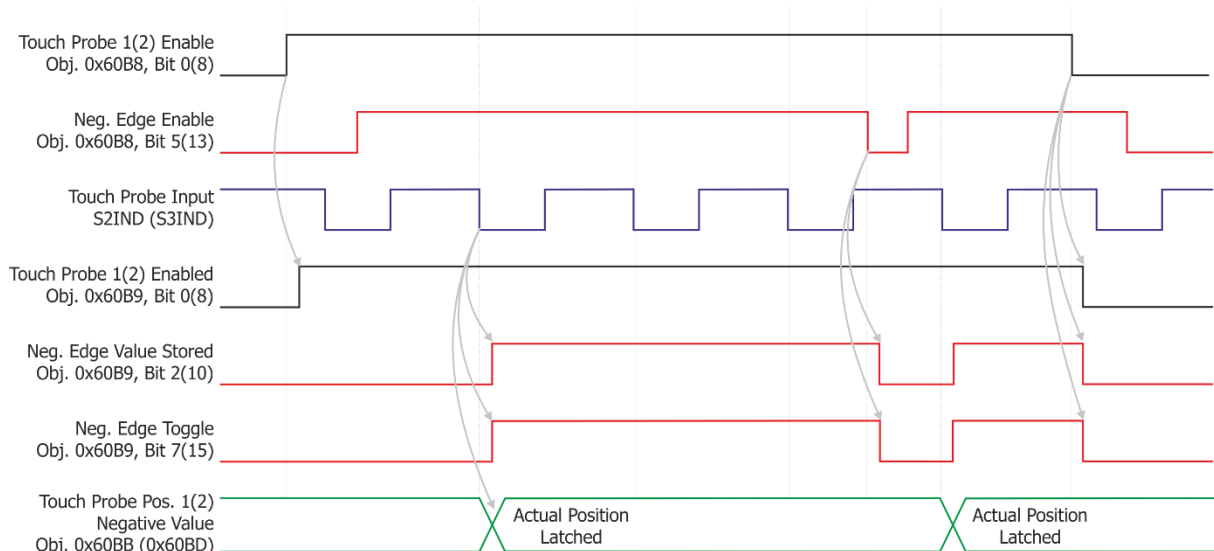 Touch Probe 1(2) Enable
Obj. 0x60B8, Bit 0(8)
Neg. Edge Enable
Obj. 0x60B8, Bit 5(13)
Touch Probe Input
S2IND (S3IND)
Touch Probe 1(2) Enabled
Obj. 0x60B9, Bit 0(8)
Neg. Edge Value Stored
Obj. 0x60B9, Bit 2(10)
Neg. Edge Toggle
Obj. 0x60B9, Bit 7(15)
Touch Probe Pos. 1(2)
Negative Value
Obj. 0x60BB (0x60BD)
Actual Position
Latched
Actual Position
Latched